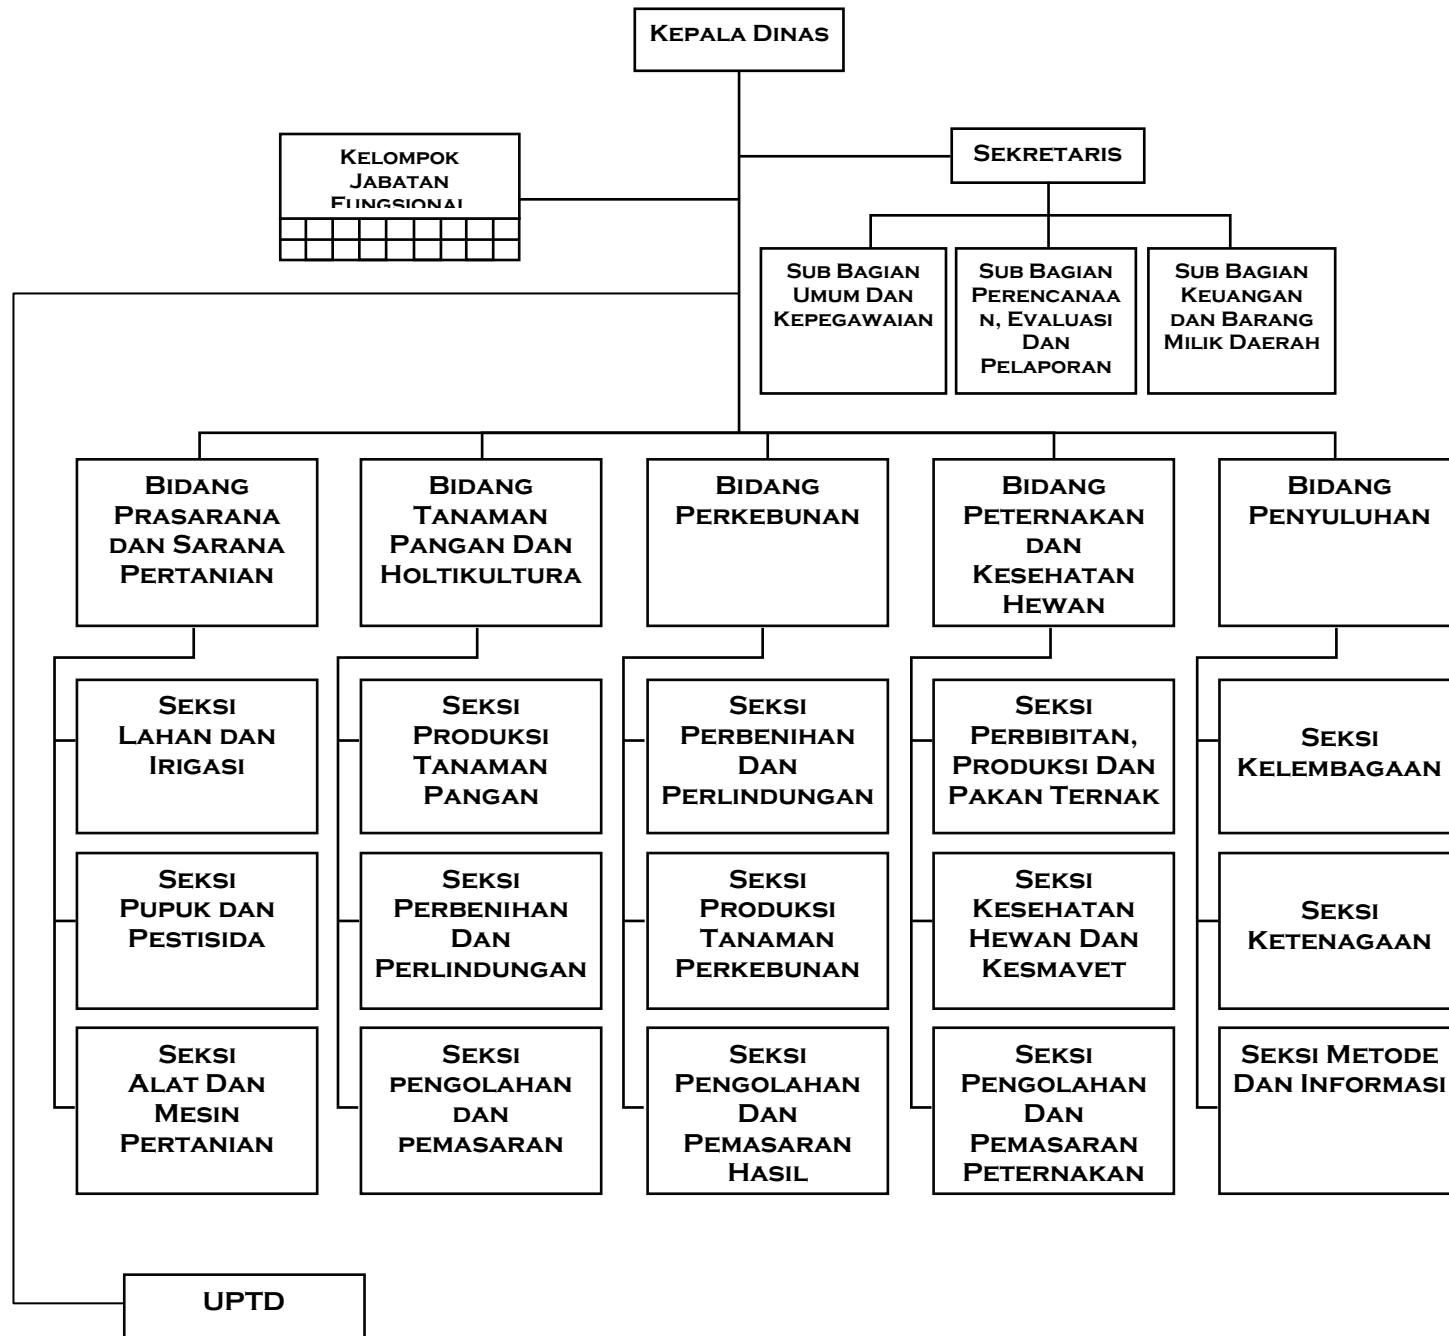 KEPALA DINAS
KELOMPOK
JABATAN
FUNGSIONAL
SEKRETARIS
SUB BAGIAN
UMUM DAN
KEPEGAWAIAN
SUB BAGIAN
PERENCANAA
N, EVALUASI
DAN
PELAPORAN
SUB BAGIAN
KEUANGAN
DAN BARANG
MILIK DAERAH
BIDANG
PRASARANA
DAN SARANA
PERTANIAN
BIDANG
TANAMAN
PANGAN DAN
HOLTIKULTURA
BIDANG
PERKEBUNAN
BIDANG
PETERNAKAN
DAN
KESEHATAN
HEWAN
BIDANG
PENYULUHAN
SEKSI
LAHAN DAN
IRIGASI
SEKSI
PRODUKSI
TANAMAN
PANGAN
SEKSI
PERBENIHAN
DAN
PERLINDUNGAN
SEKSI
PERBIBITAN,
PRODUKSI DAN
PAKAN TERNAK
SEKSI
KELEMBAGAAN
SEKSI
PUPUK DAN
PESTISIDA
SEKSI
PERBENIHAN
DAN
PERLINDUNGAN
SEKSI
PRODUKSI
TANAMAN
PERKEBUNAN
SEKSI
KESEHATAN
HEWAN DAN
KESMAVET
SEKSI
KETENAGAAN
SEKSI
ALAT DAN
MESIN
PERTANIAN
SEKSI
PENGOLAHAN
DAN
PEMASARAN
SEKSI
PENGOLAHAN
DAN
PEMASARAN
HASIL
SEKSI
PENGOLAHAN
DAN
PEMASARAN
PETERNAKAN
SEKSI METODE
DAN INFORMASI
UPTD